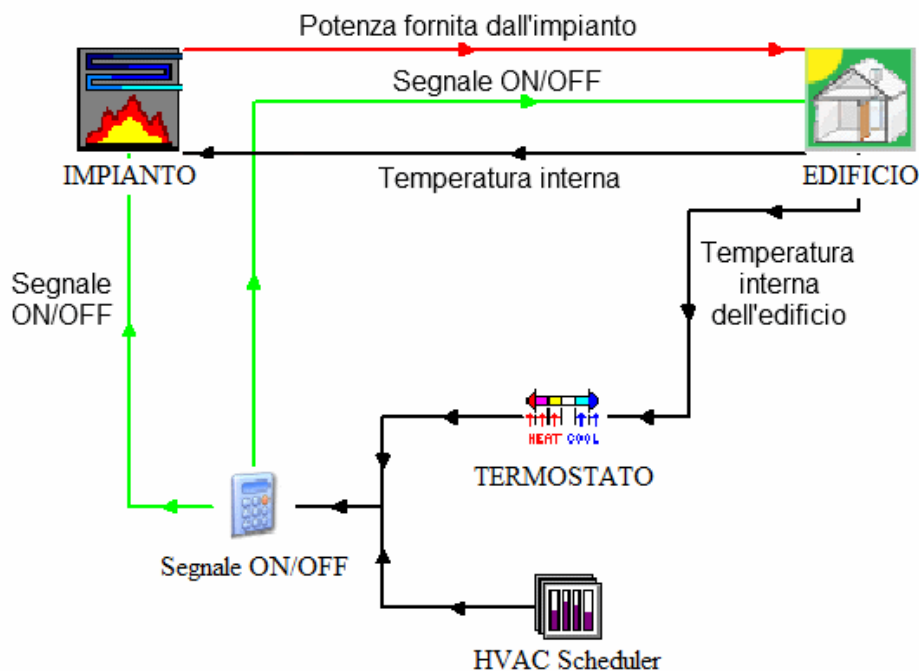 Potenza fornita dall'impianto
Segnale ON/OFF
IMPIANTO
Temperatura interna
EDIFICIO
Segnale
ON/OFF
Temperatura
interna
dell'edificio
HEAT COOL
TERMOSTATO
Segnale ON/OFF
HVAC Scheduler